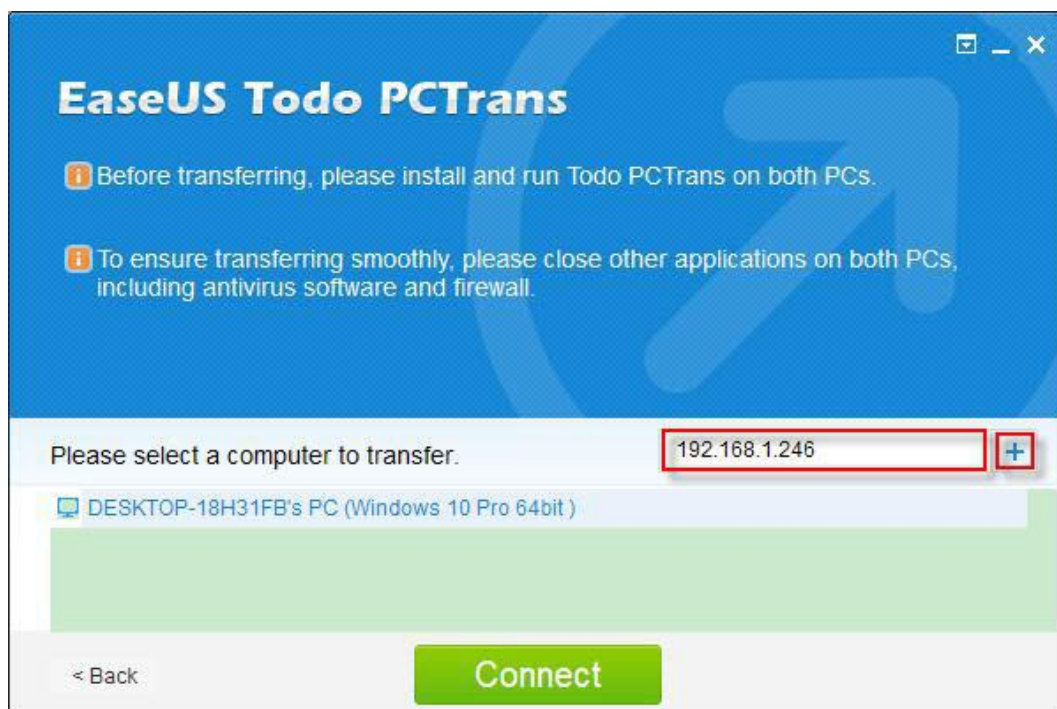 EaseUS Todo PCTrans
Before transferring, please install and run Todo PCTrans on both PCs.
To ensure transferring smoothly, please close other applications on both PCs,
including antivirus software and firewall.
Please select a computer to transfer.
192.168.1.246
+
DESKTOP-18H31FB's PC (Windows 10 Pro 64bit )
< Back
Connect